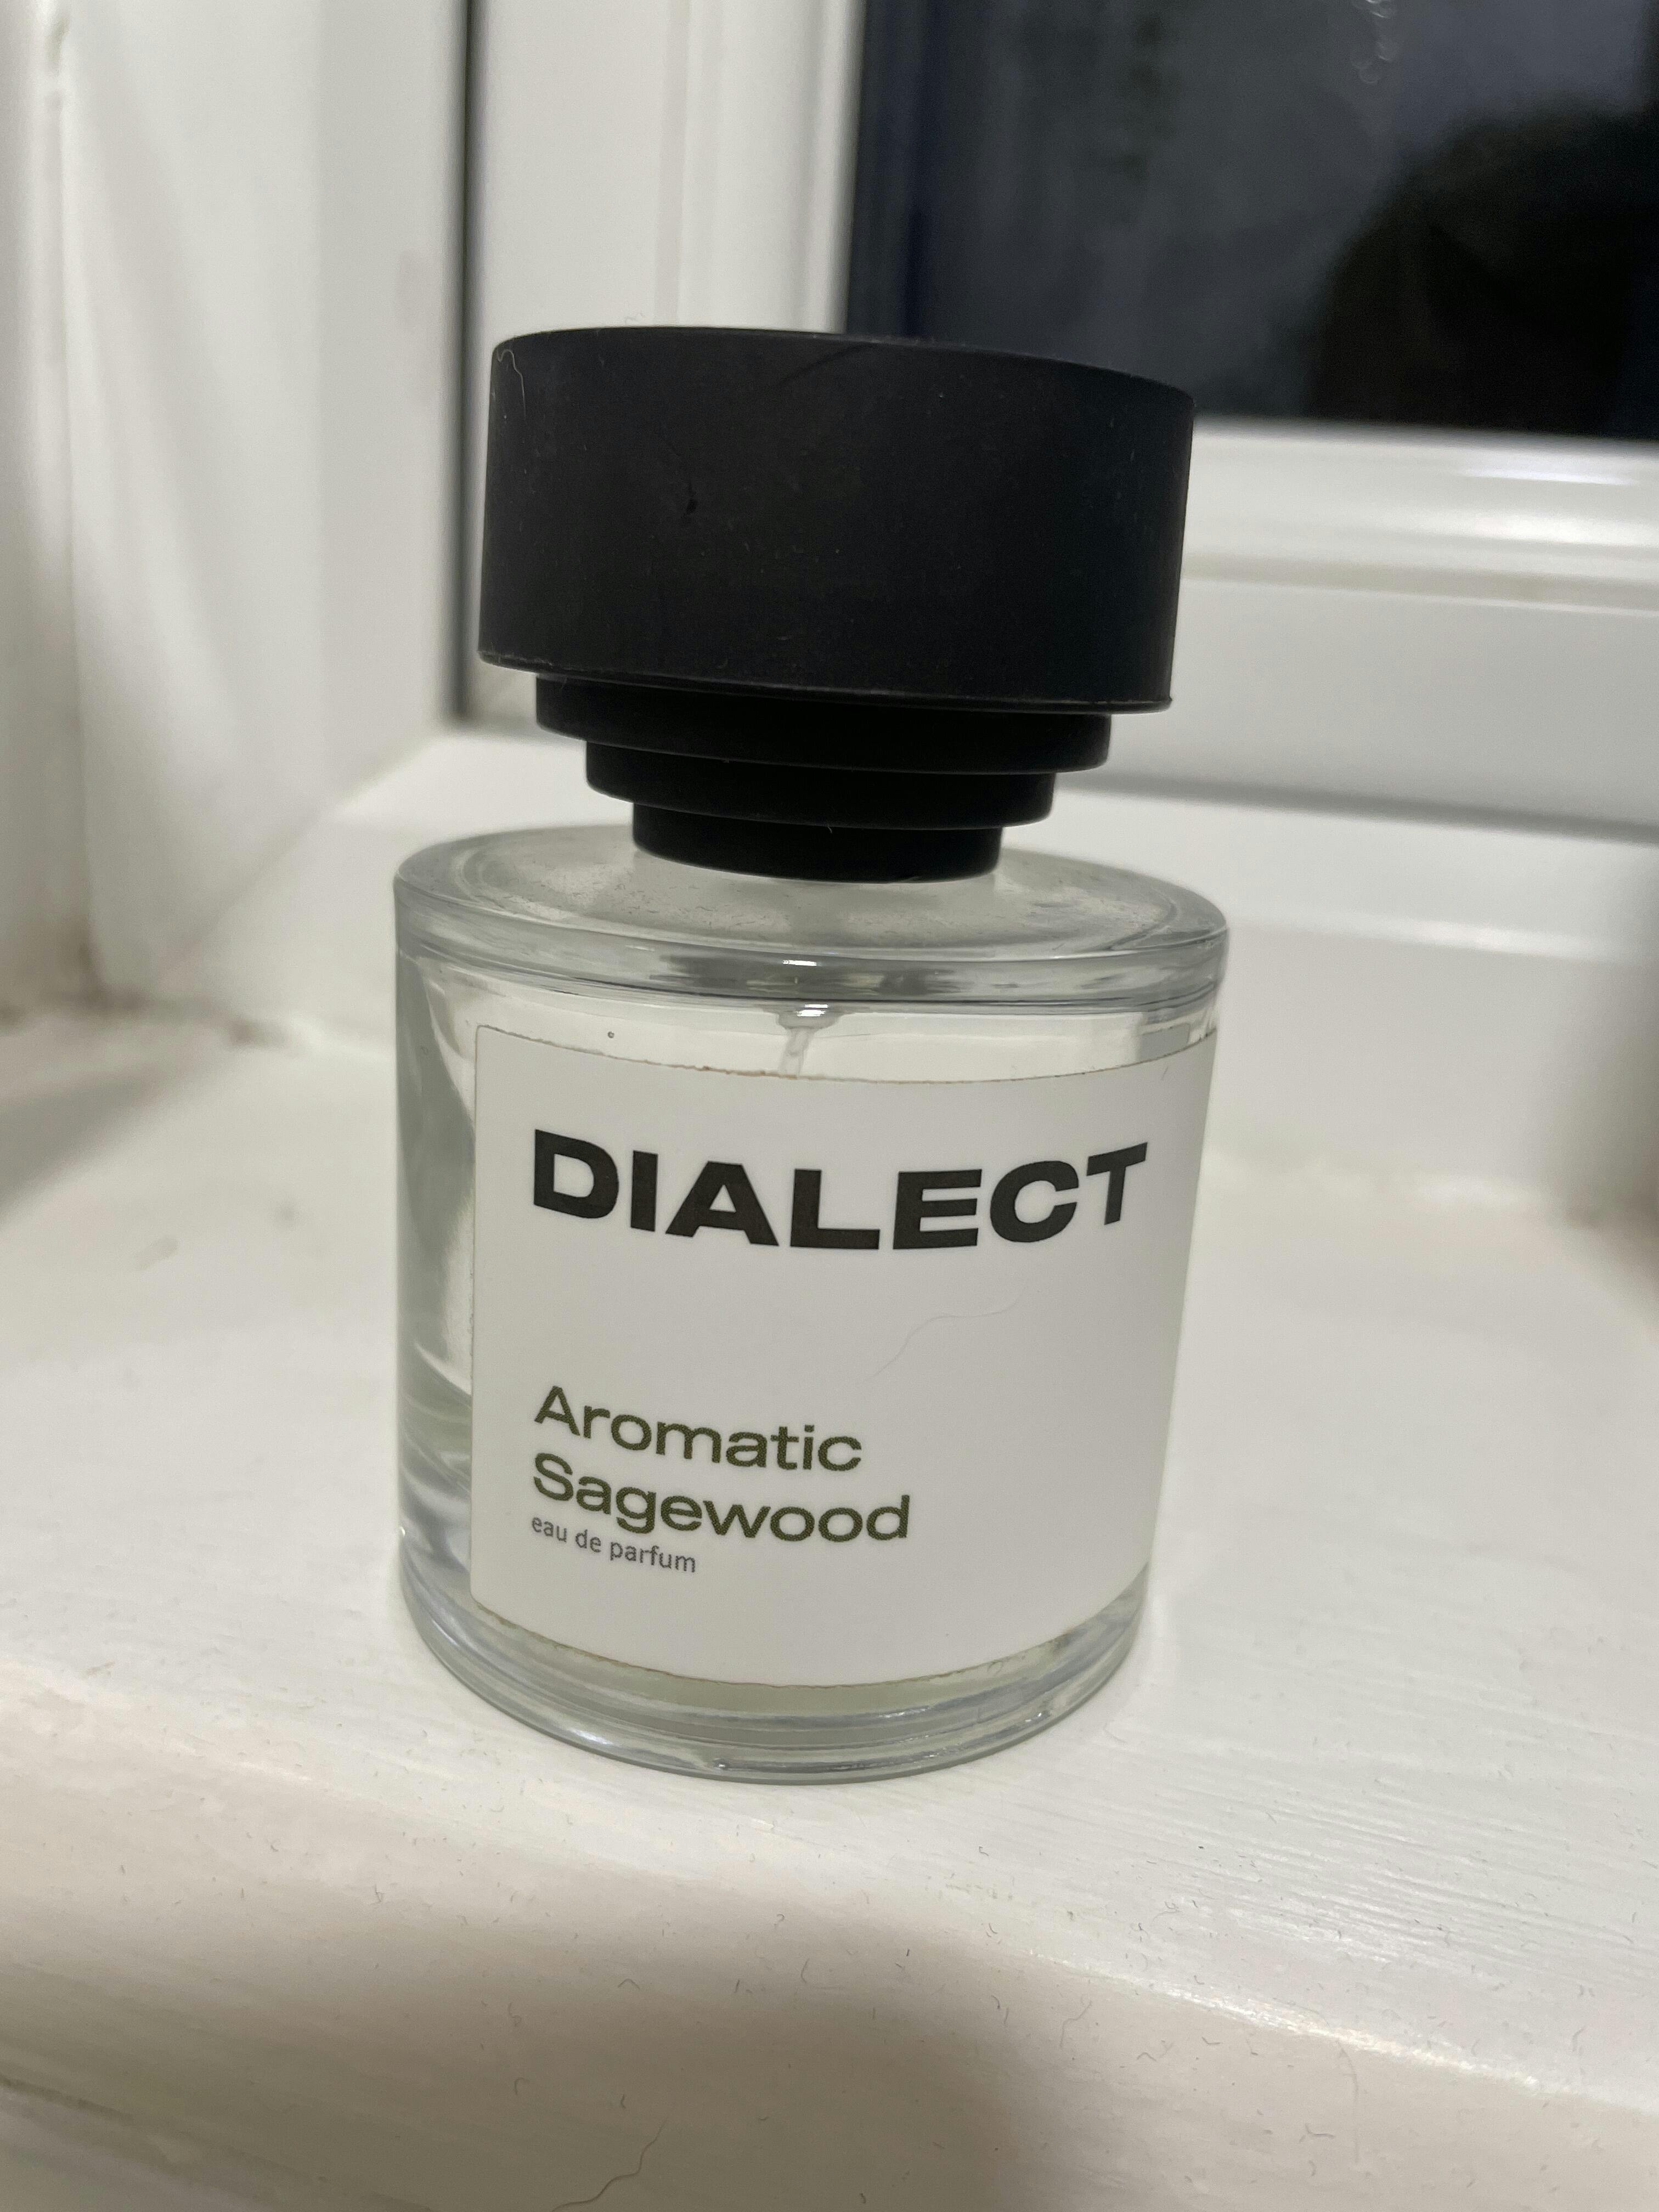 DIALECT
Aromatic
Sagewood
eau de parfum